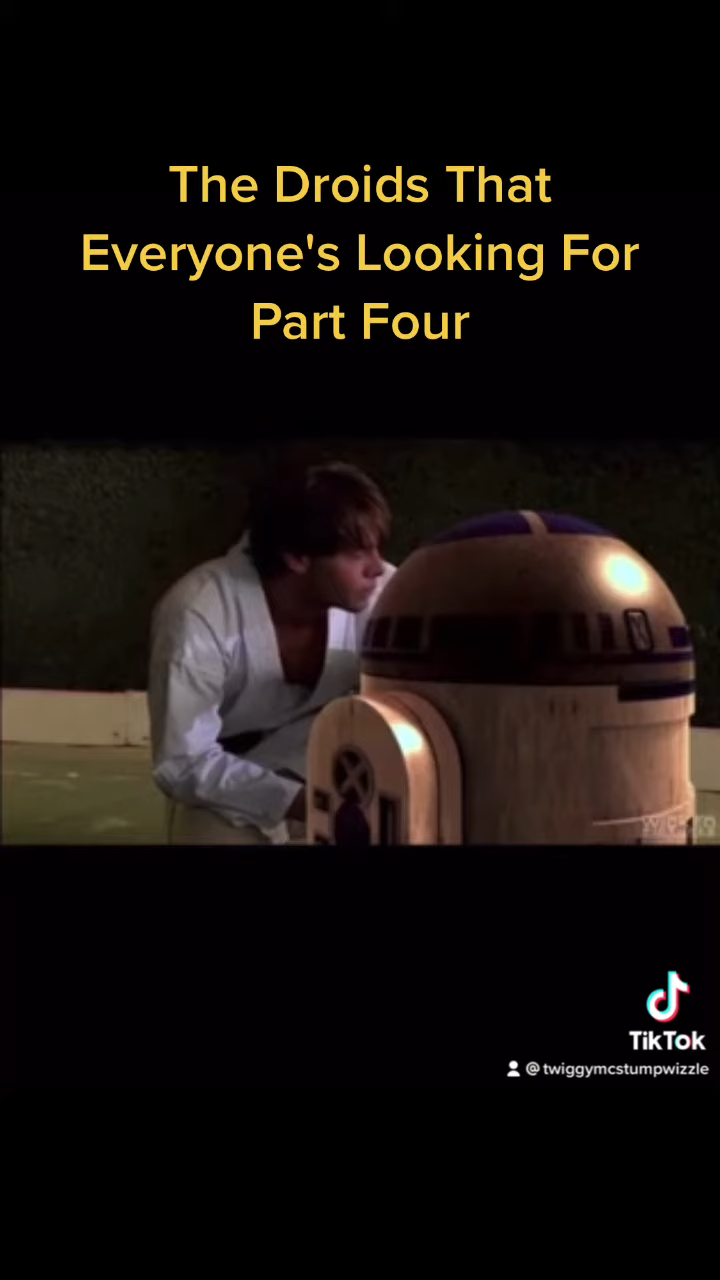 The Droids That
Everyone's Looking For
Part Four
TikTok
@twiggymcstumpwizzle